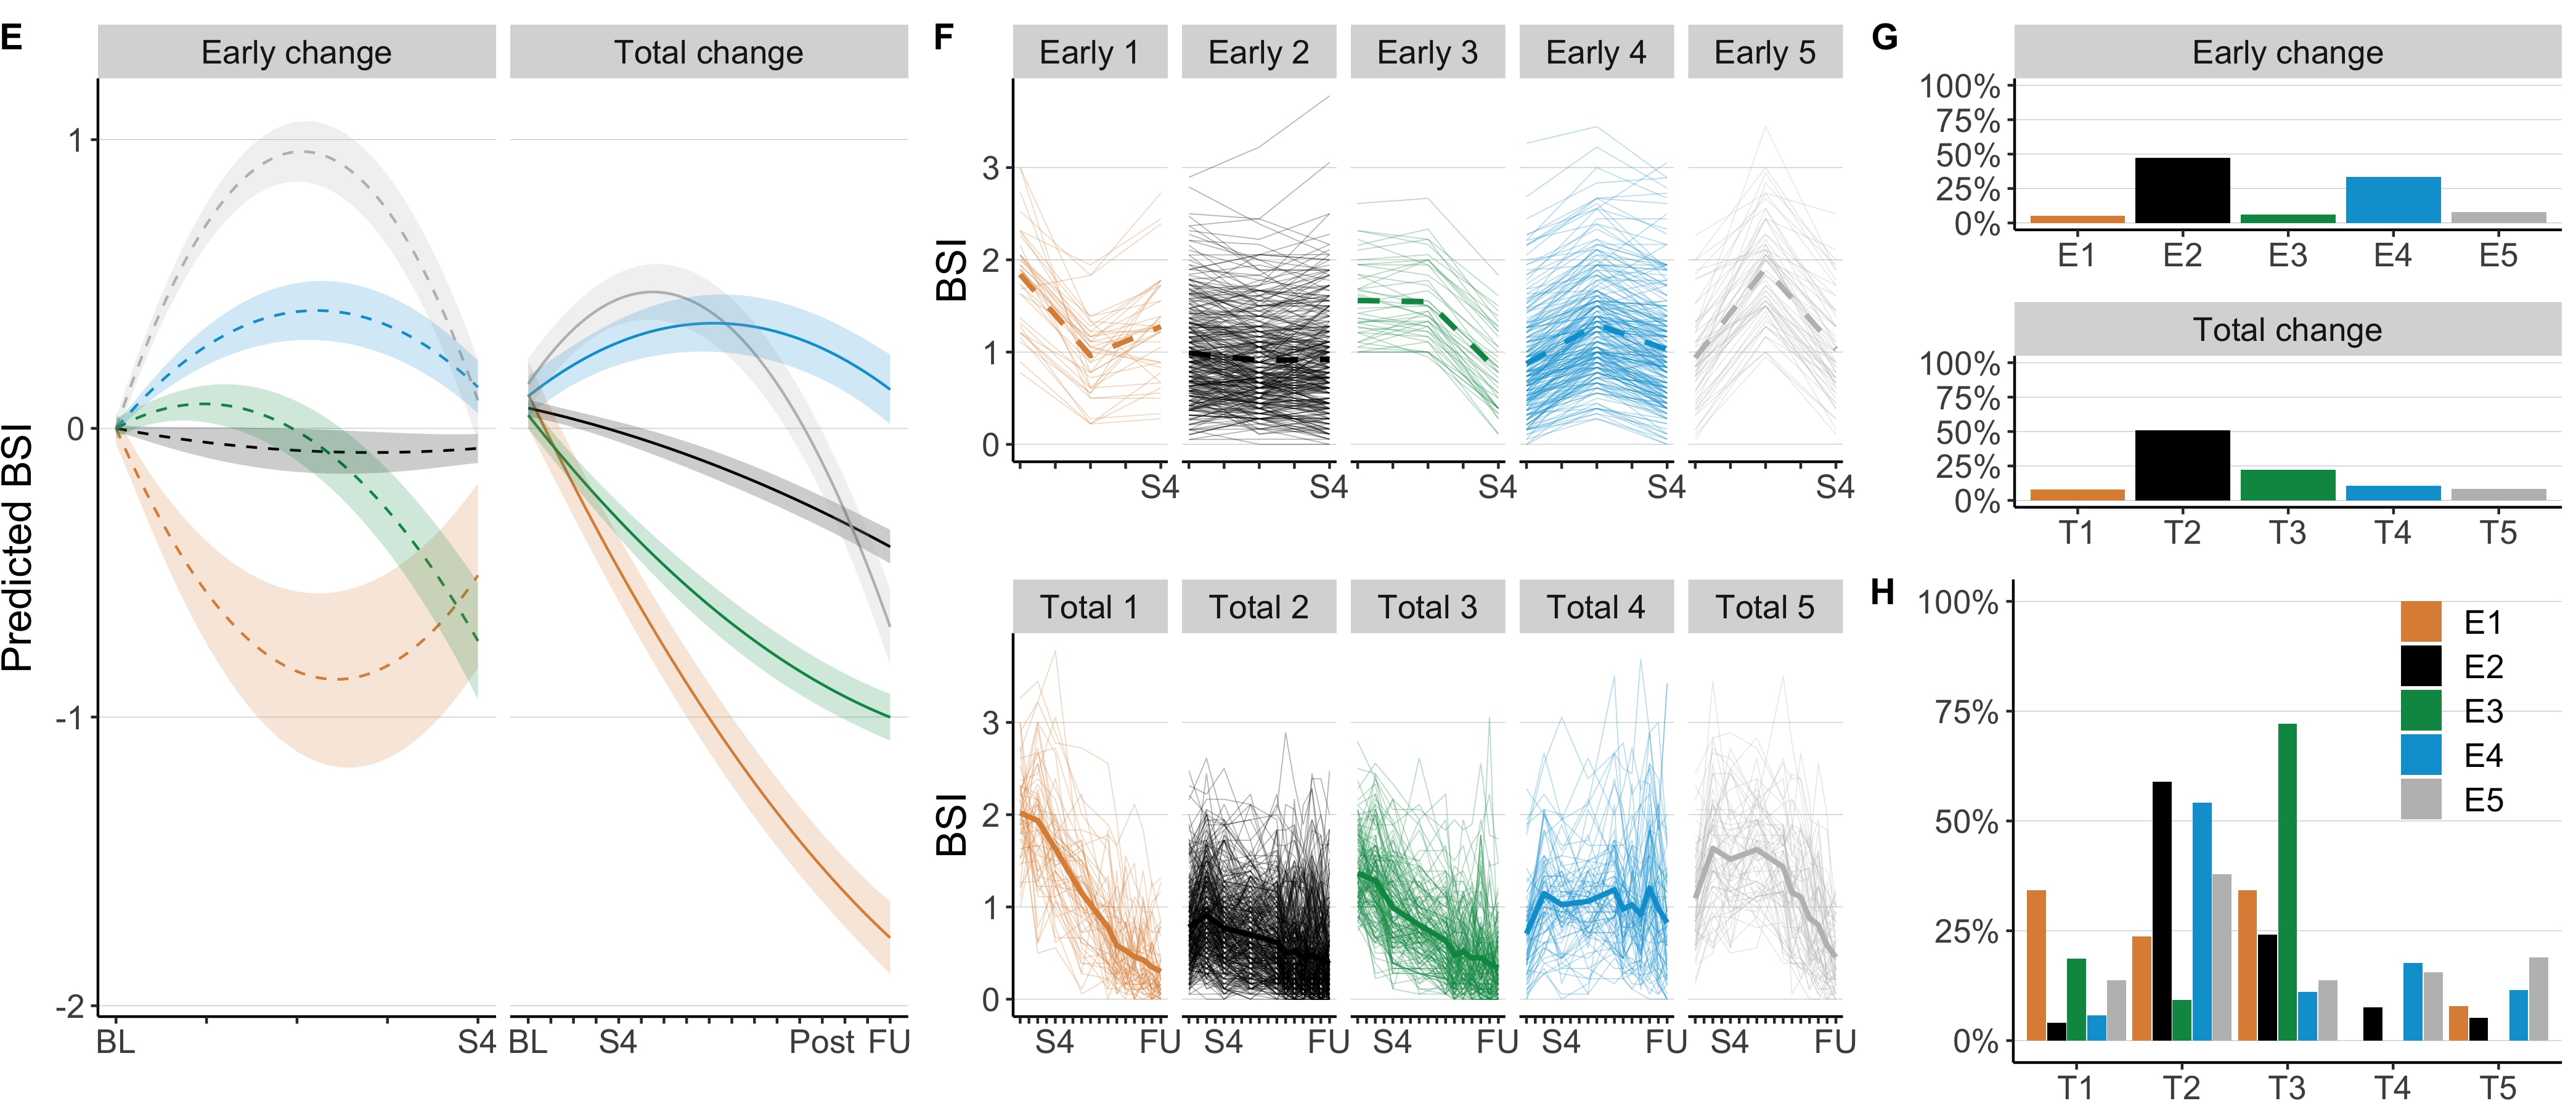 E
Early change
Total change
Predicted BSI
1
0
-1
-2
BL
S4
BL
S4
Post
FU
F
Early 1
Early 2
Early 3
Early 4
Early 5
BSI
3
2
1
0
S4
S4
S4
S4
S4
Total 1
Total 2
Total 3
Total 4
Total 5
BSI
3
2
1
0
S4
FU
S4
FU
S4
FU
S4
FU
S4
FU
G
Early change
100%
75%
50%
25%
0%
E1
E2
E3
E4
E5
Total change
100%
75%
50%
25%
0%
T1
T2
T3
T4
T5
H
100%
75%
50%
25%
0%
E1
E2
E3
E4
E5
T1
T2
T3
T4
T5